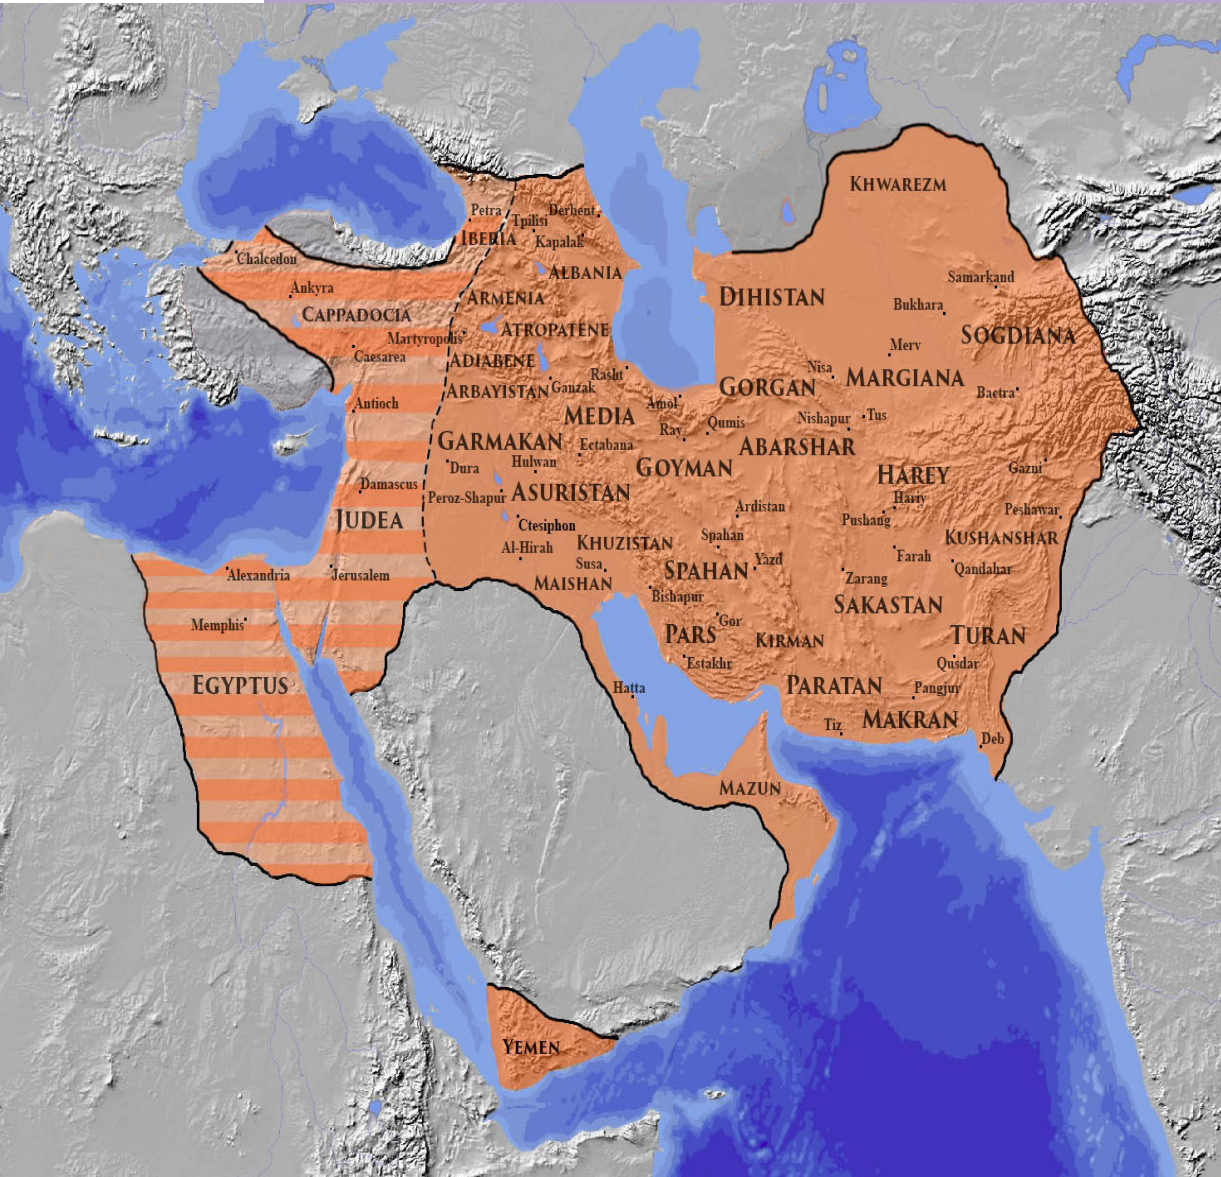 KHWAREZM
Petra
Derbent
Tpilisi
IBERIA
Kapalak
Chalcedon
ALBANIA
Samarkand
Ankyra
ARMENIA
DIHISTAN
Bukhara
CAPPADOCIA
ATROPATENE
SOGDIANA
Martyropolis
Merv
Caesarea
ADIABENE
Rasht
Nisa
ARBAYISTAN
Ganzak
GORGAN
MARGIANA
Baetra
Antioch
Amol
MEDIA
Nishapur
Tus
Qumis
Ray
GARMAKAN
Ectabana
ABARSHAR
Dura
Hulwan
GOYMAN
HAREY
Gazni
Damascus
Peroz-Shapur
ASURISTAN
Hariv
Ardistan
Peshawar
JUDEA
Ctesiphon
Pushang
Spahan
KUSHANSHAR
Al-Hirah
KHUZISTAN
Farah
Susa
SPAHAN
Yazd
Qandahar
Alexandria
Jerusalem
MAISHAN
Zarang
Bishapur
SAKASTAN
Memphis
Gor
PARS
KIRMAN
TURAN
Estakhr
Qusdar
EGYPTUS
Hatta
PARATAN
Pangjur
Tiz
MAKRAN
Deb
MAZUN
YEMEN